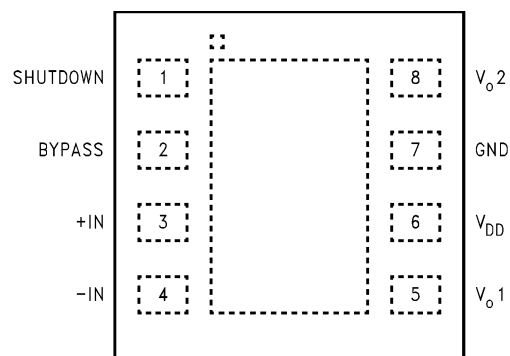 SHUTDOWN 1 8 Vo2
BYPASS 2 7 GND
+IN 3 6 VDD
-IN 4 5 Vo1